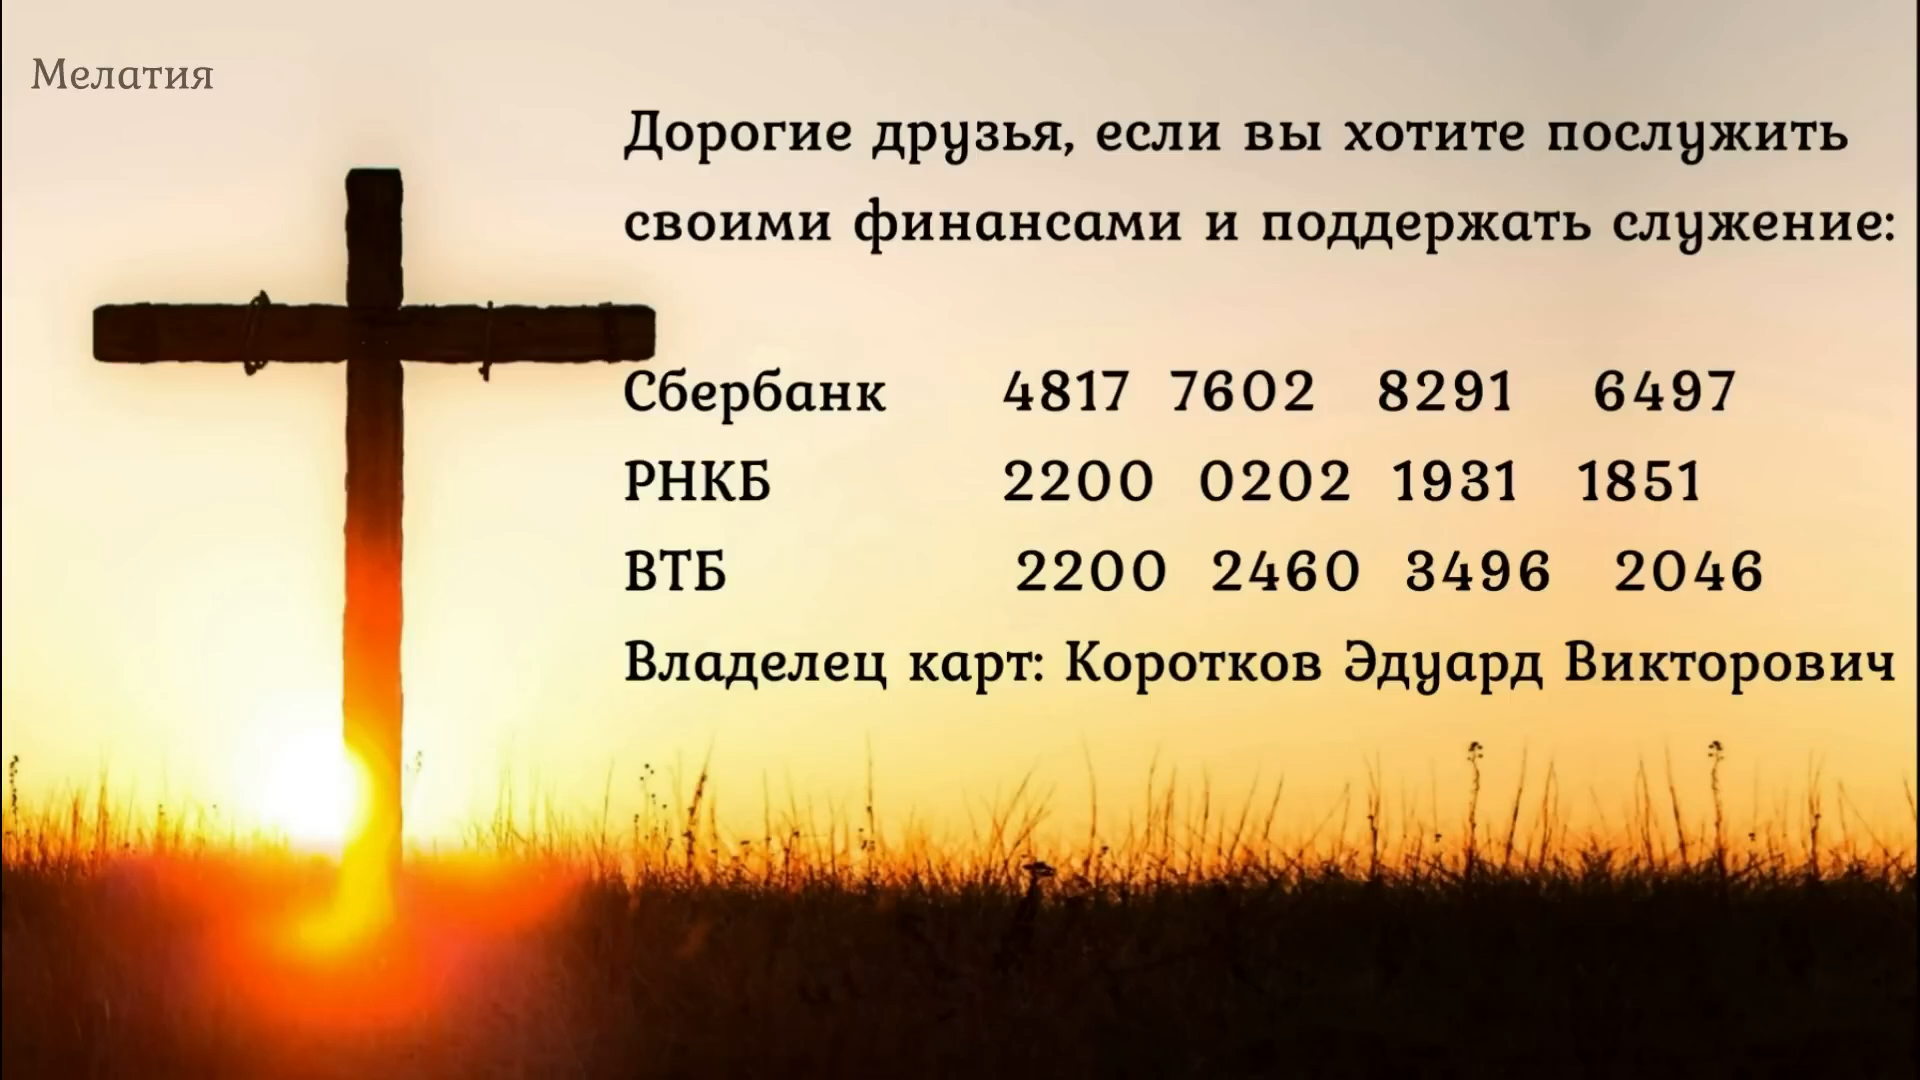 Мелатия
Дорогие друзья, если вы хотите послужить
своими финансами и поддержать служение:
Сбербанк 4817 7602 8291 6497
РНКБ 2200 0202 1931 1851
ВТБ 2200 2460 3496 2046
Владелец карт: Коротков Эдуард Викторович